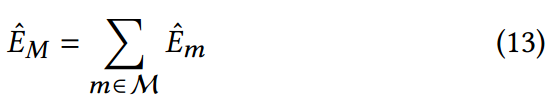 Ê_M = ∑_{m∈ℳ} Ê_m (13)